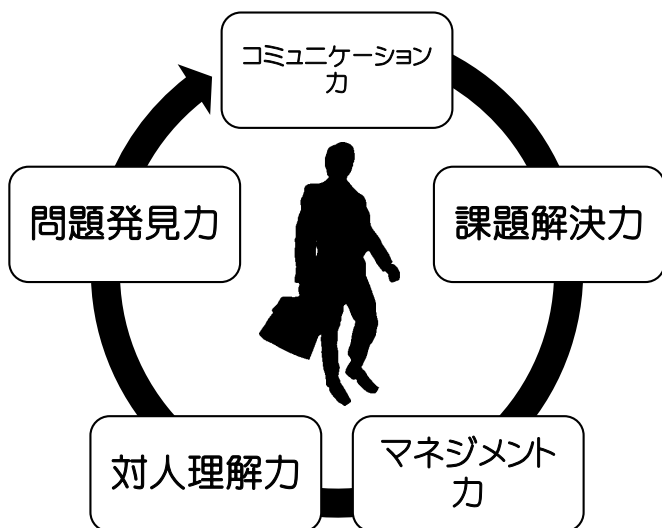 コミュニケーション
力
課題解決力
マネジメント
力
対人理解力
問題発見力